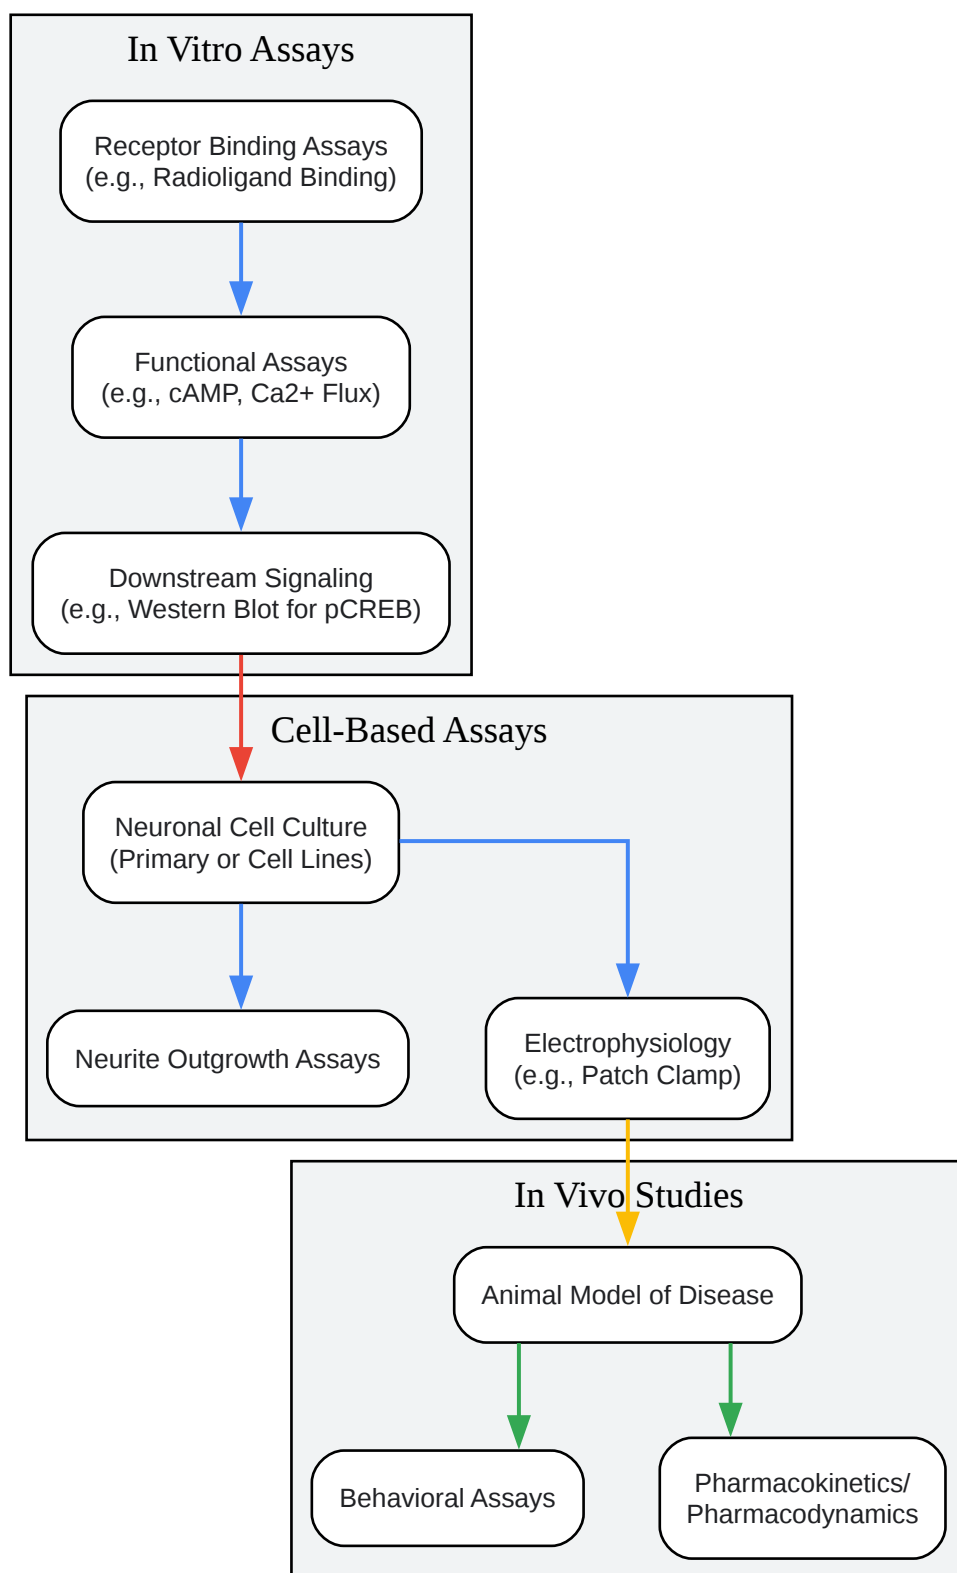 In Vitro Assays
Receptor Binding Assays
(e.g., Radioligand Binding)
Functional Assays
(e.g., cAMP, Ca2+ Flux)
Downstream Signaling
(e.g., Western Blot for pCREB)
Cell-Based Assays
Neuronal Cell Culture
(Primary or Cell Lines)
Neurite Outgrowth Assays
Electrophysiology
(e.g., Patch Clamp)
In Vivo Studies
Animal Model of Disease
Behavioral Assays
Pharmacokinetics/
Pharmacodynamics